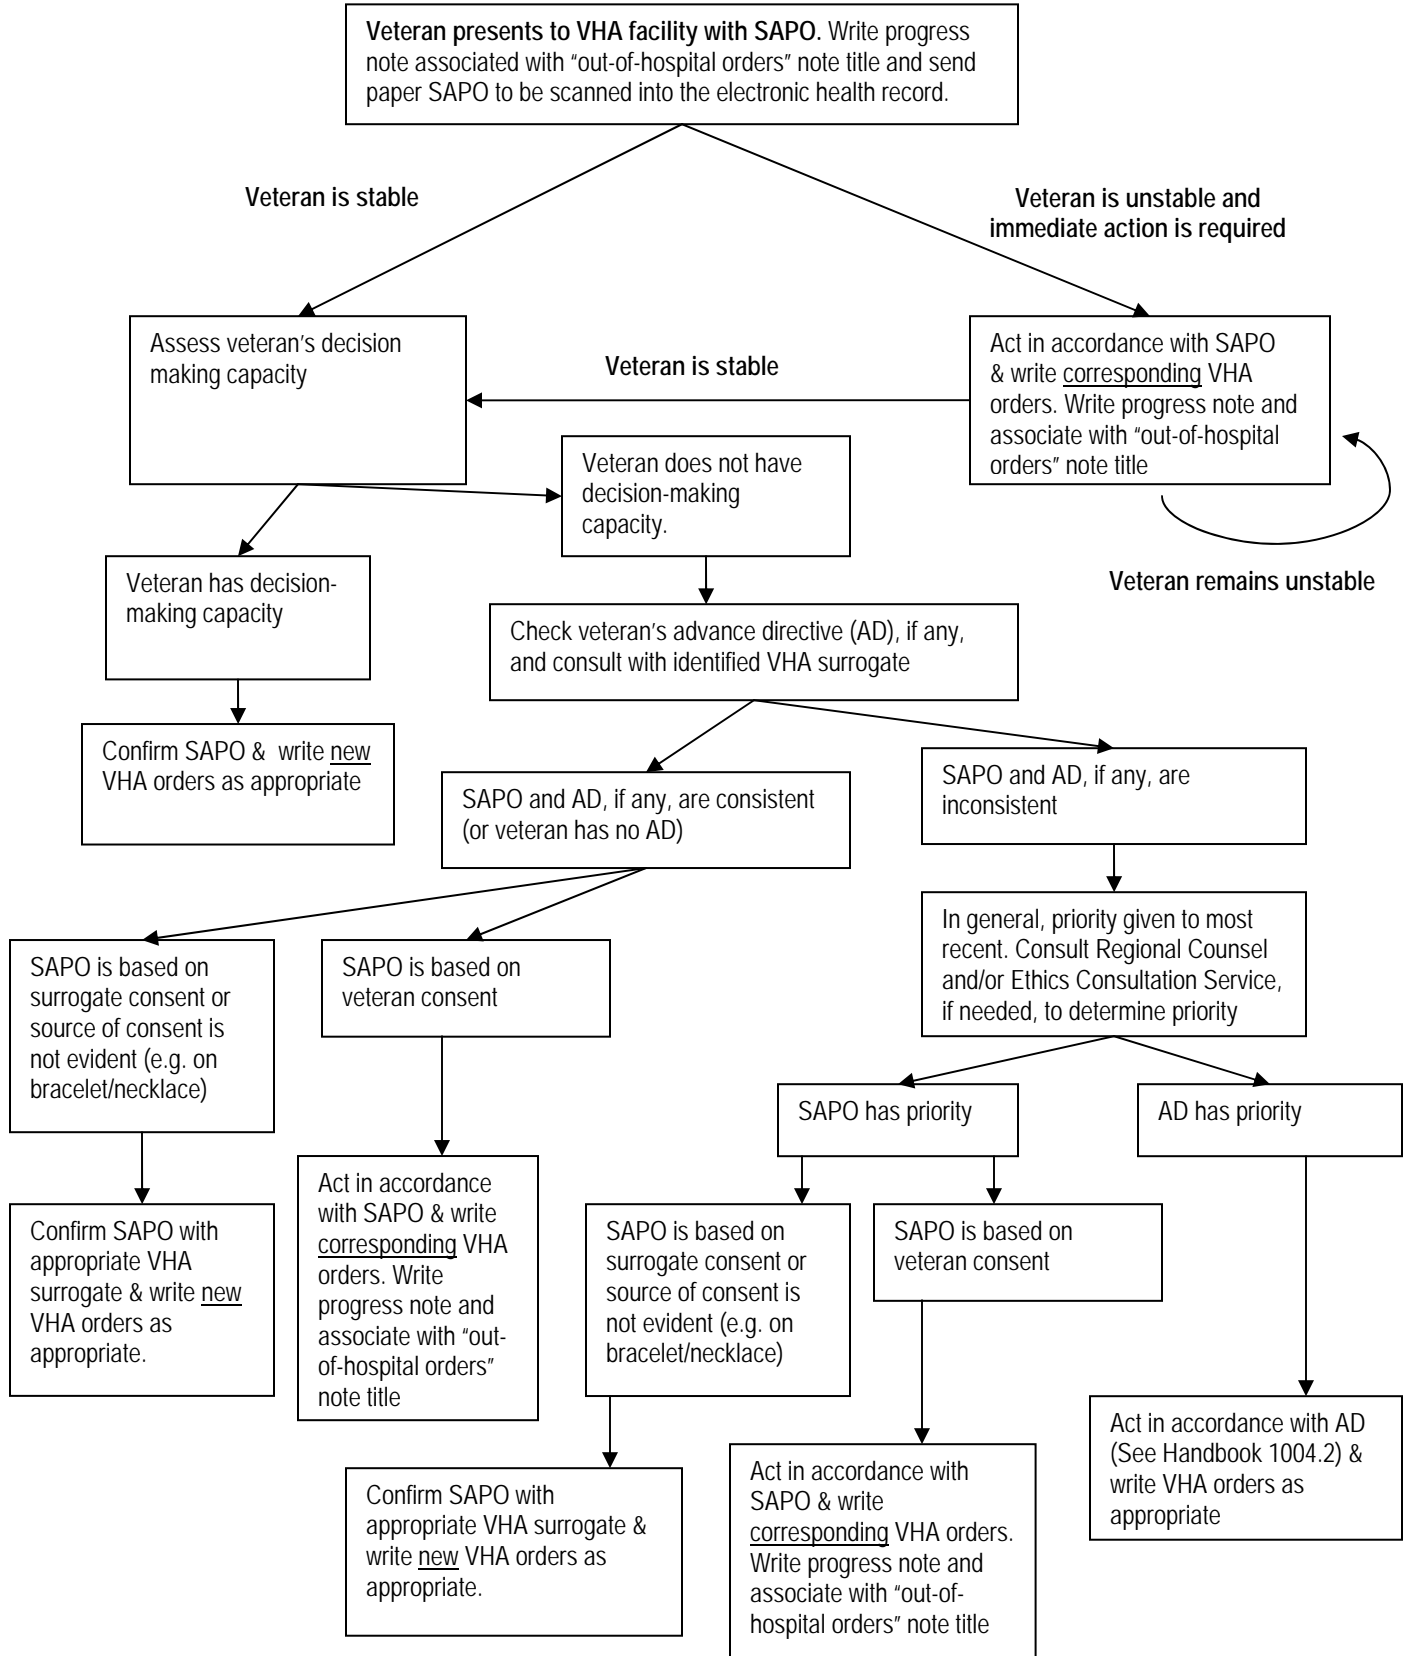 Veteran presents to VHA facility with SAPO. Write progress
note associated with “out-of-hospital orders” note title and send
paper SAPO to be scanned into the electronic health record.
Veteran is stable
Veteran is unstable and
immediate action is required
Assess veteran’s decision
making capacity
Veteran is stable
Act in accordance with SAPO
& write corresponding VHA
orders. Write progress note and
associate with “out-of-hospital
orders” note title
Veteran remains unstable
Veteran does not have
decision-making
capacity.
Veteran has decision-
making capacity
Check veteran’s advance directive (AD), if any,
and consult with identified VHA surrogate
Confirm SAPO & write new
VHA orders as appropriate
SAPO and AD, if any, are consistent
(or veteran has no AD)
SAPO and AD, if any, are
inconsistent
In general, priority given to most
recent. Consult Regional Counsel
and/or Ethics Consultation Service,
if needed, to determine priority
SAPO is based on
surrogate consent or
source of consent is
not evident (e.g. on
bracelet/necklace)
SAPO is based on
veteran consent
SAPO has priority
AD has priority
Confirm SAPO with
appropriate VHA
surrogate & write new
VHA orders as
appropriate.
Act in accordance
with SAPO & write
corresponding VHA
orders. Write
progress note and
associate with “out-
of-hospital orders”
note title
SAPO is based on
surrogate consent or
source of consent is
not evident (e.g. on
bracelet/necklace)
SAPO is based on
veteran consent
Confirm SAPO with
appropriate VHA surrogate &
write new VHA orders as
appropriate.
Act in accordance with
SAPO & write
corresponding VHA orders.
Write progress note and
associate with “out-of-
hospital orders” note title
Act in accordance with AD
(See Handbook 1004.2) &
write VHA orders as
appropriate